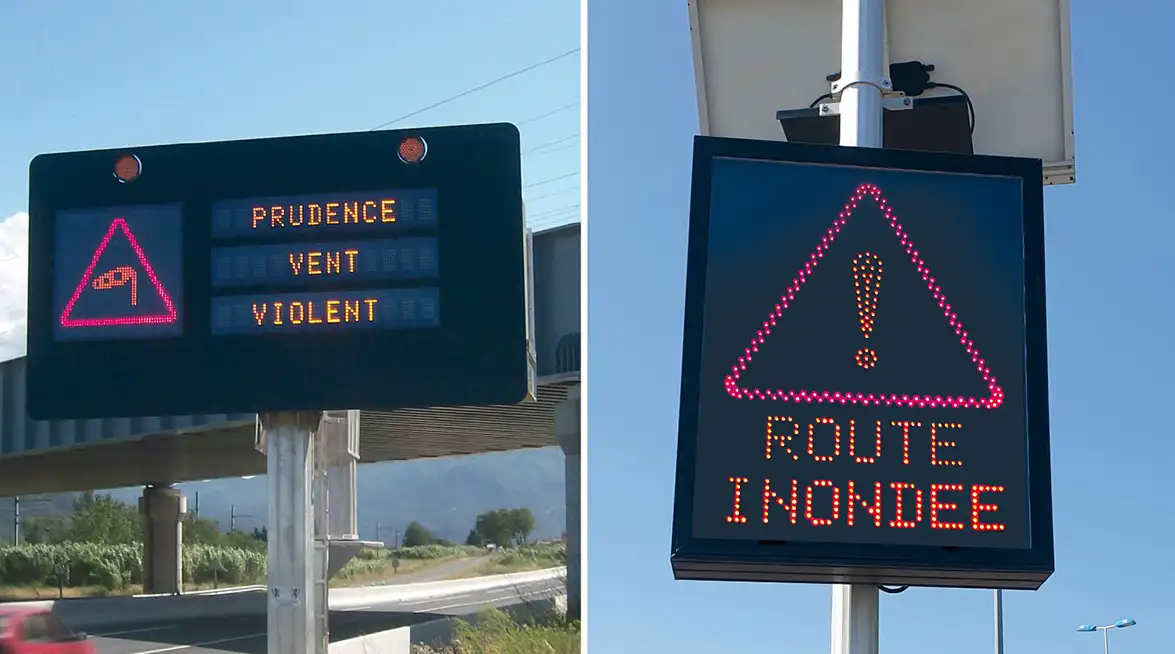 PRUDENCE
VENT
VIOLENT
ROUTE
INONDEE